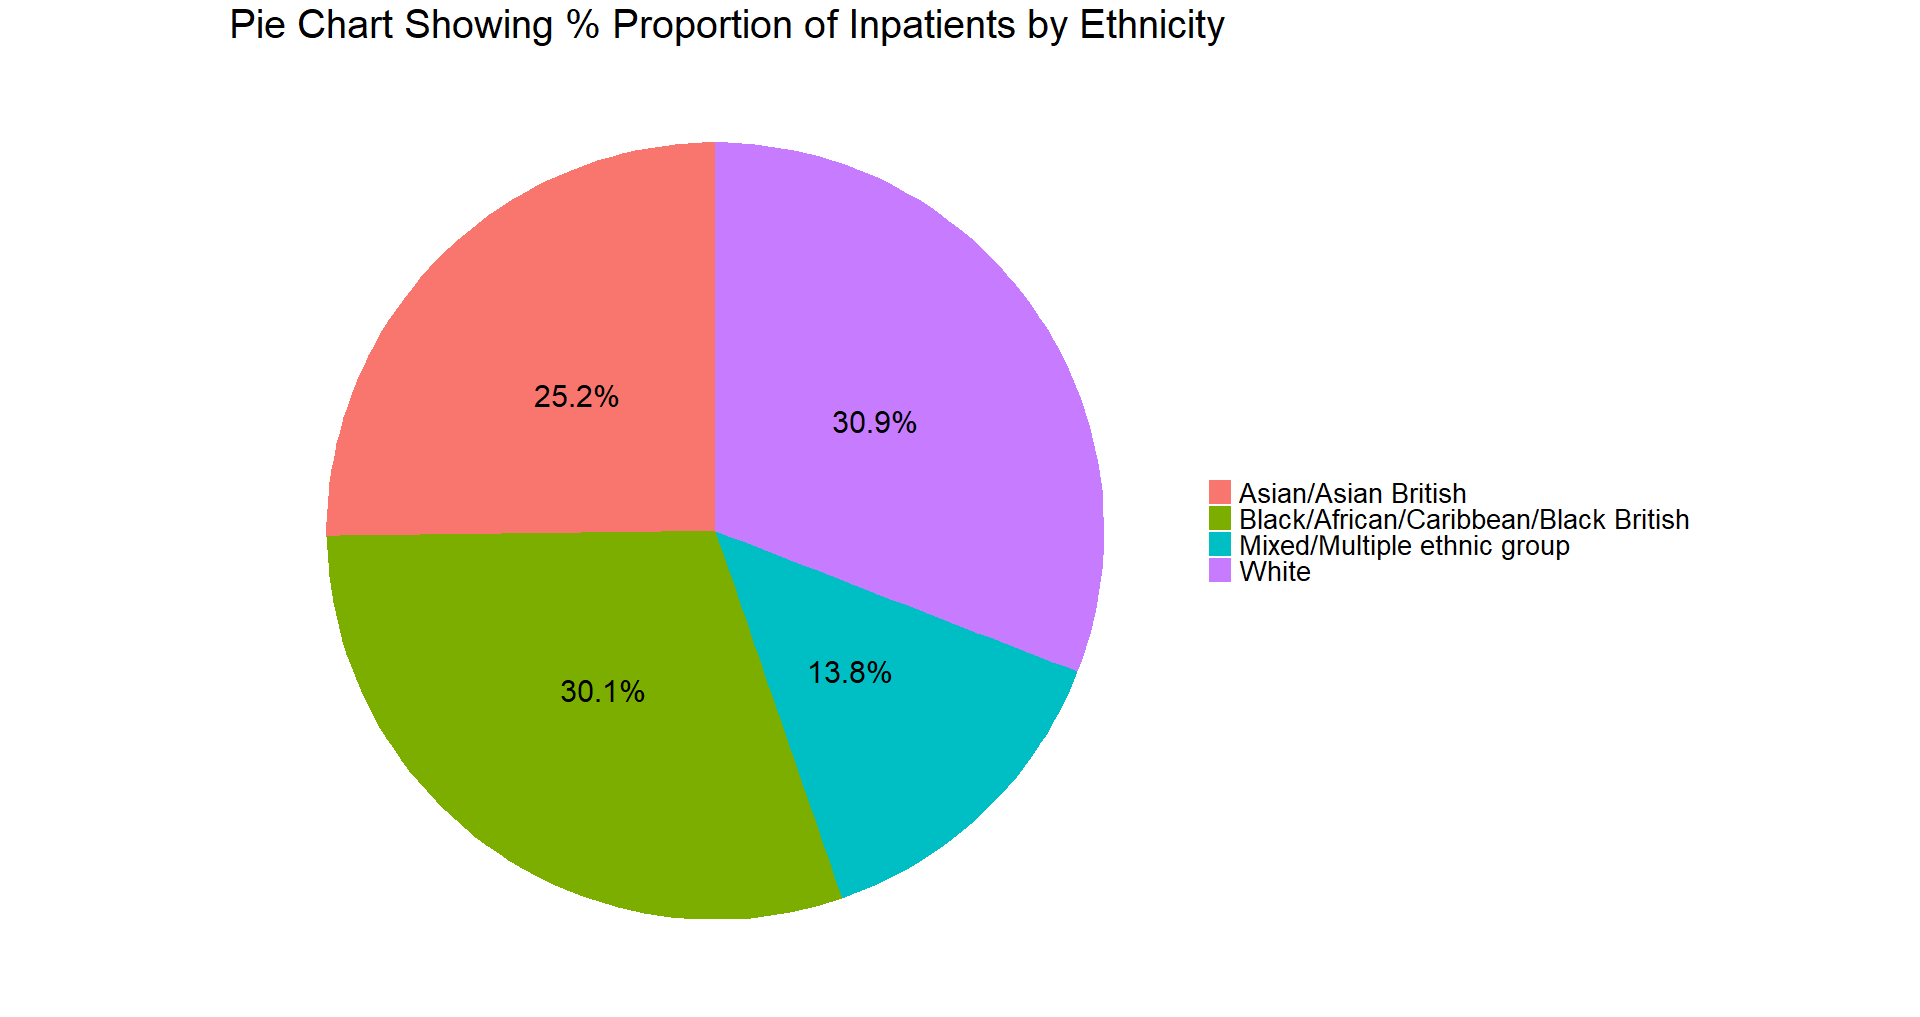 Pie Chart Showing % Proportion of Inpatients by Ethnicity
25.2%
30.9%
13.8%
30.1%
Asian/Asian British
Black/African/Caribbean/Black British
Mixed/Multiple ethnic group
White